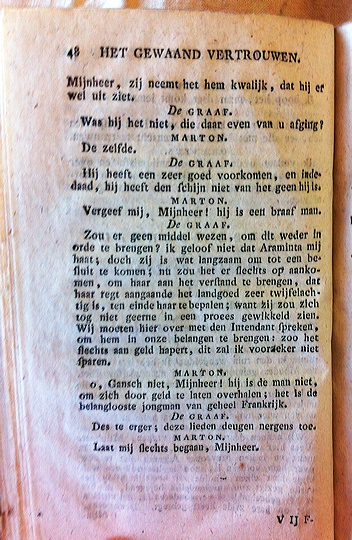 48 HET GEWAAND VERTROUWEN.
Mijnheer, zij neemt het hem kwalijk, dat hij er
wel uit ziet.
De GRAAF.
Was hij het niet, die daar even van u afging?
MARTON.
De zelfde.
De GRAAF.
Hij heeft een zeer goed voorkomen, en inde-
daad, hij heeft den schijn niet van het geen hij is.
MARTON.
Vergeef mij, Mijnheer! hij is een braaf man.
De GRAAF.
Zou er geen middel wezen, om dit weder in
orde te brengen? ik geloof niet dat Araminta mij
haat; doch zij is wat langzaam om tot een be-
sluit te komen; nu zou het er slechts op aanko-
men, om haar aan het verstand te brengen, dat
haar regt aangaande het landgoed zeer twijfelach-
tig is, ten einde haar te bepalen; want zij zou zich
tog niet geerne in een proces gewikkeld zien.
Wij moeten hier over met den Intendant spreken,
om hem in onze belangen te brengen: zoo het
slechts aan geld hapert, dit zal ik voorzeker niet
sparen.
MARTON.
o, Gansch niet, Mijnheer! hij is de man niet,
om zich door geld te laten overhalen; het is de
belanglooste jongman van geheel Frankrijk.
De GRAAF.
Des te erger; deze lieden deugen nergens toe.
MARTON.
Laat mij slechts begaan, Mijnheer.
V IJ F-